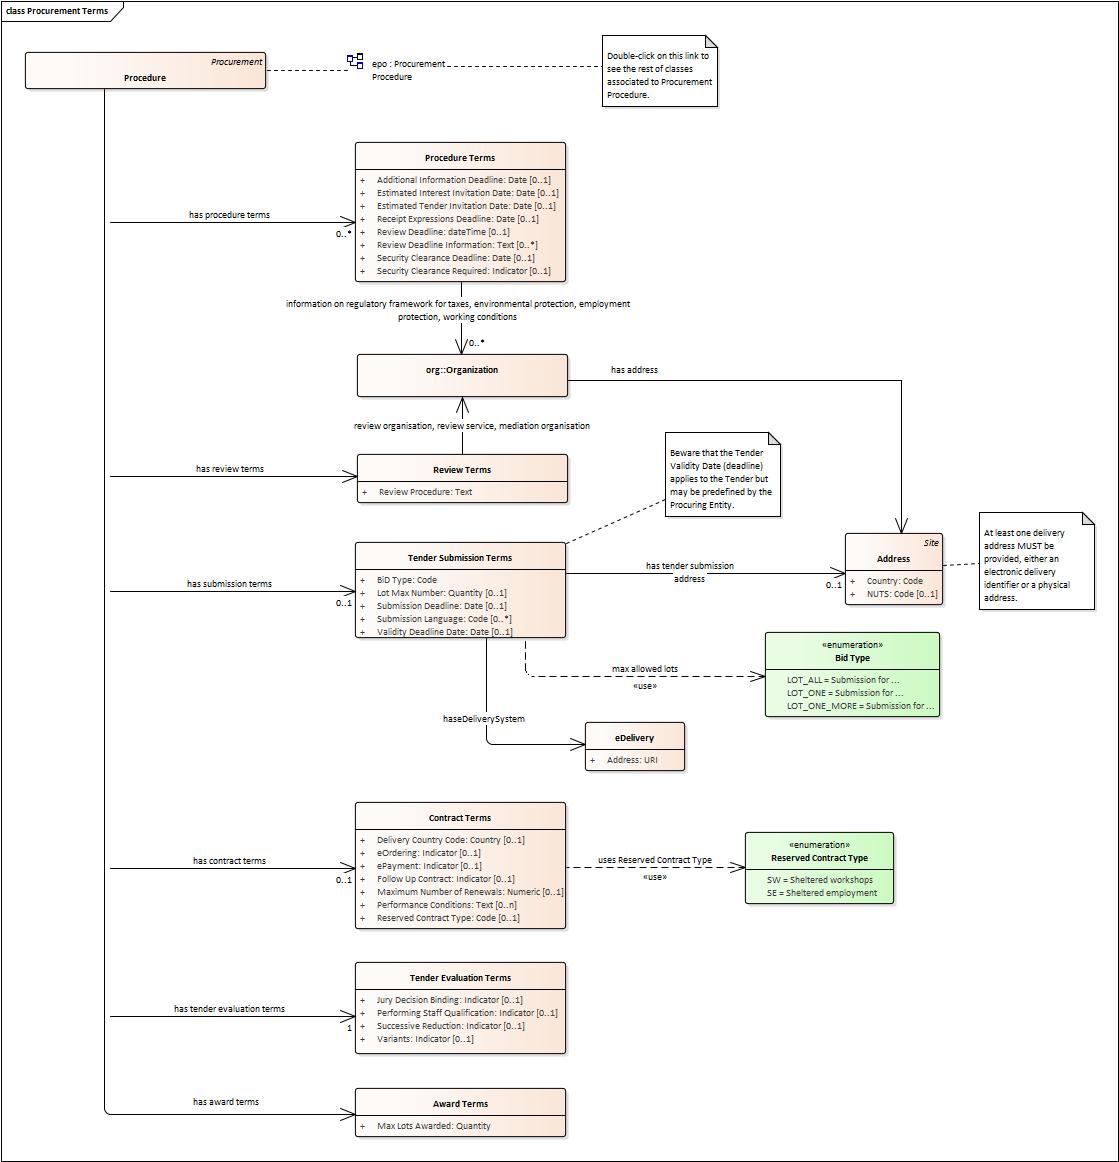 class Procurement Terms
Procurement
Procedure
epo : Procurement
Procedure
Double-click on this link to
see the rest of classes
associated to Procurement
Procedure.
Procedure Terms
+ Additional Information Deadline: Date [0..1]
+ Estimated Interest Invitation Date: Date [0..1]
+ Estimated Tender Invitation Date: Date [0..1]
+ Receipt Expressions Deadline: Date [0..1]
+ Review Deadline: dateTime [0..1]
+ Review Deadline Information: Text [0..*]
+ Security Clearance Deadline: Date [0..1]
+ Security Clearance Required: Indicator [0..1]
has procedure terms
0..*
information on regulatory framework for taxes, environmental protection, employment
protection, working conditions
0..*
org::Organization
has address
review organisation, review service, mediation organisation
Review Terms
+ Review Procedure: Text
has review terms
Beware that the Tender
Validity Date (deadline)
applies to the Tender but
may be predefined by the
Procuring Entity.
Tender Submission Terms
+ BiD Type: Code
+ Lot Max Number: Quantity [0..1]
+ Submission Deadline: Date [0..1]
+ Submission Language: Code [0..*]
+ Validity Deadline Date: Date [0..1]
has submission terms
0..1
has tender submission
address
0..1
Site
Address
+ Country: Code
+ NUTS: Code [0..1]
At least one delivery
address MUST be
provided, either an
electronic delivery
identifier or a physical
address.
max allowed lots
«use»
«enumeration»
Bid Type
LOT_ALL = Submission for ...
LOT_ONE = Submission for ...
LOT_ONE_MORE = Submission for ...
haseDeliverySystem
eDelivery
+ Address: URI
Contract Terms
+ Delivery Country Code: Country [0..1]
+ eOrdering: Indicator [0..1]
+ ePayment: Indicator [0..1]
+ Follow Up Contract: Indicator [0..1]
+ Maximum Number of Renewals: Numeric [0..1]
+ Performance Conditions: Text [0..n]
+ Reserved Contract Type: Code [0..1]
has contract terms
0..1
uses Reserved Contract Type
«use»
«enumeration»
Reserved Contract Type
SW = Sheltered workshops
SE = Sheltered employment
Tender Evaluation Terms
+ Jury Decision Binding: Indicator [0..1]
+ Performing Staff Qualification: Indicator [0..1]
+ Successive Reduction: Indicator [0..1]
+ Variants: Indicator [0..1]
has tender evaluation terms
1
has award terms
Award Terms
+ Max Lots Awarded: Quantity